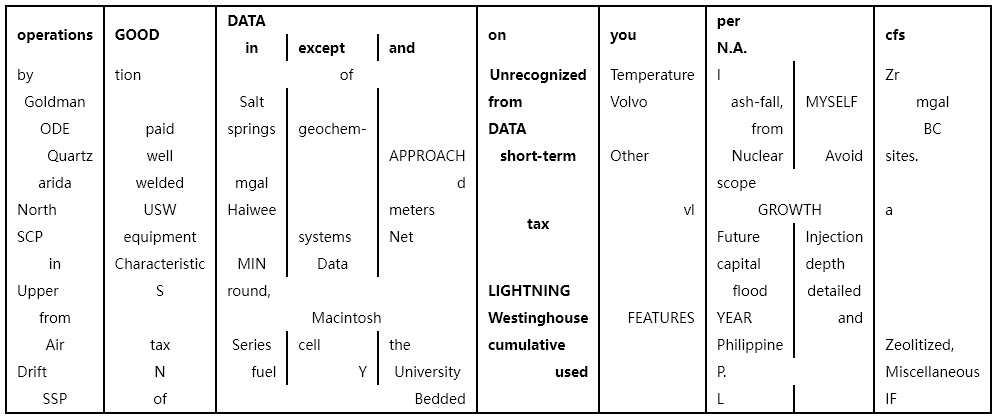 DATA per
operations GOOD on you cfs
in except and N.A.
by tion of Unrecognized Temperature I Zr
Goldman Salt from Volvo ash-fall, MYSELF mgal
ODE paid springs geochem- DATA from BC
Quartz well APPROACH short-term Other Nuclear Avoid sites.
arida welded mgal d scope
North USW Haiwee meters vl GROWTH a
tax
SCP equipment systems Net Future Injection
in Characteristic MIN Data capital depth
Upper S round, LIGHTNING flood detailed
from Macintosh Westinghouse FEATURES YEAR and
Air tax Series cell the cumulative Philippine Zeolitized,
Drift N fuel Y University used P. Miscellaneous
SSP of Bedded L IF